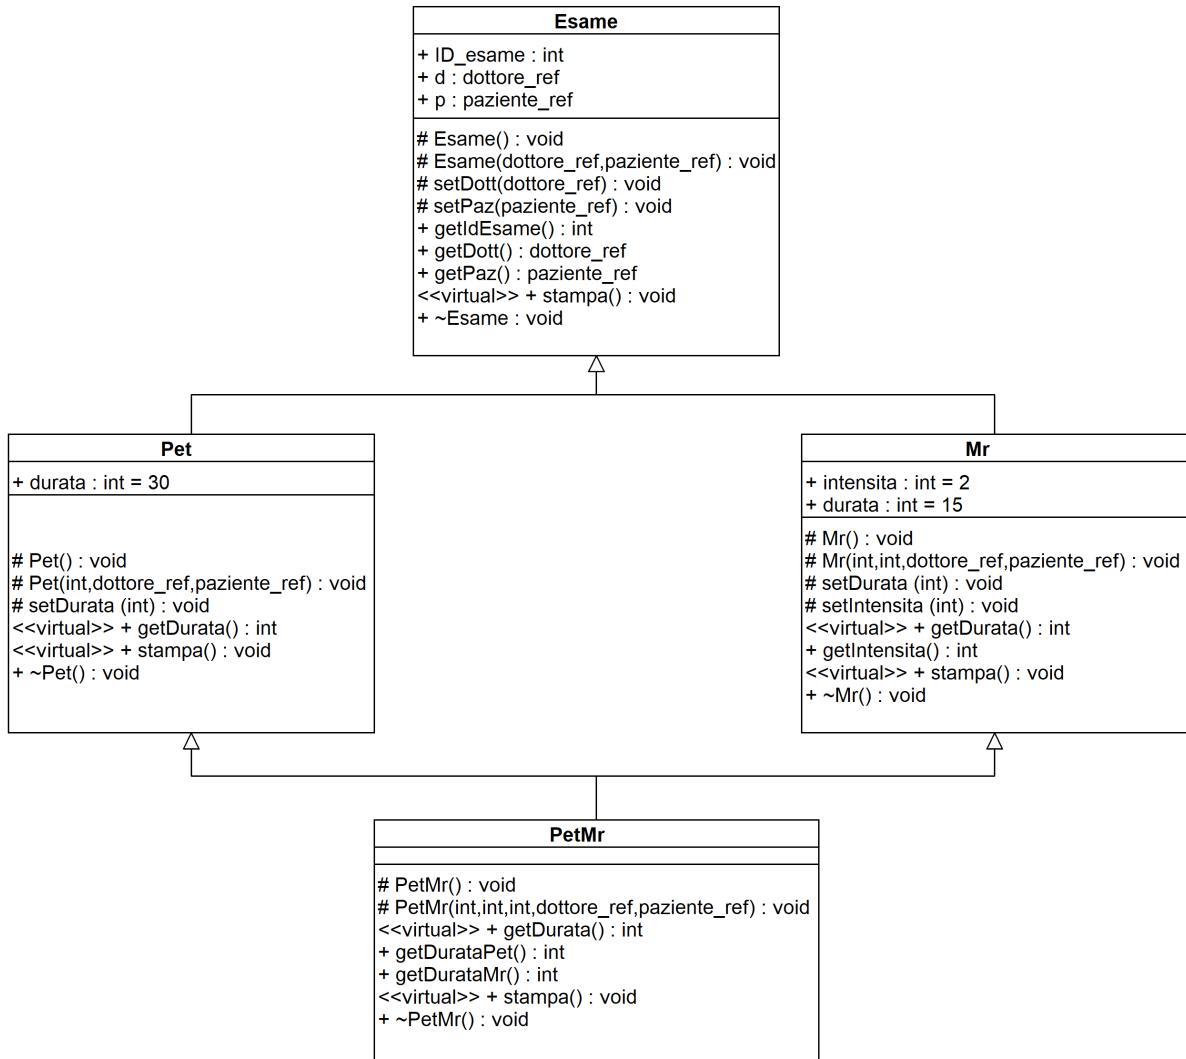 Esame
+ ID_esame : int
+ d : dottore_ref
+ p : paziente_ref
# Esame() : void
# Esame(dottore_ref,paziente_ref) : void
# setDott(dottore_ref) : void
# setPaz(paziente_ref) : void
+ getIdEsame() : int
+ getDott() : dottore_ref
+ getPaz() : paziente_ref
<<virtual>> + stampa() : void
+ ~Esame : void
Pet
+ durata : int = 30
# Pet() : void
# Pet(int,dottore_ref,paziente_ref) : void
# setDurata (int) : void
<<virtual>> + getDurata() : int
<<virtual>> + stampa() : void
+ ~Pet() : void
Mr
+ intensita : int = 2
+ durata : int = 15
# Mr() : void
# Mr(int,int,dottore_ref,paziente_ref) : void
# setDurata (int) : void
# setIntensita (int) : void
<<virtual>> + getDurata() : int
+ getIntensita() : int
<<virtual>> + stampa() : void
+ ~Mr() : void
PetMr
# PetMr() : void
# PetMr(int,int,int,dottore_ref,paziente_ref) : void
<<virtual>> + getDurata() : int
+ getDurataPet() : int
+ getDurataMr() : int
<<virtual>> + stampa() : void
+ ~PetMr() : void